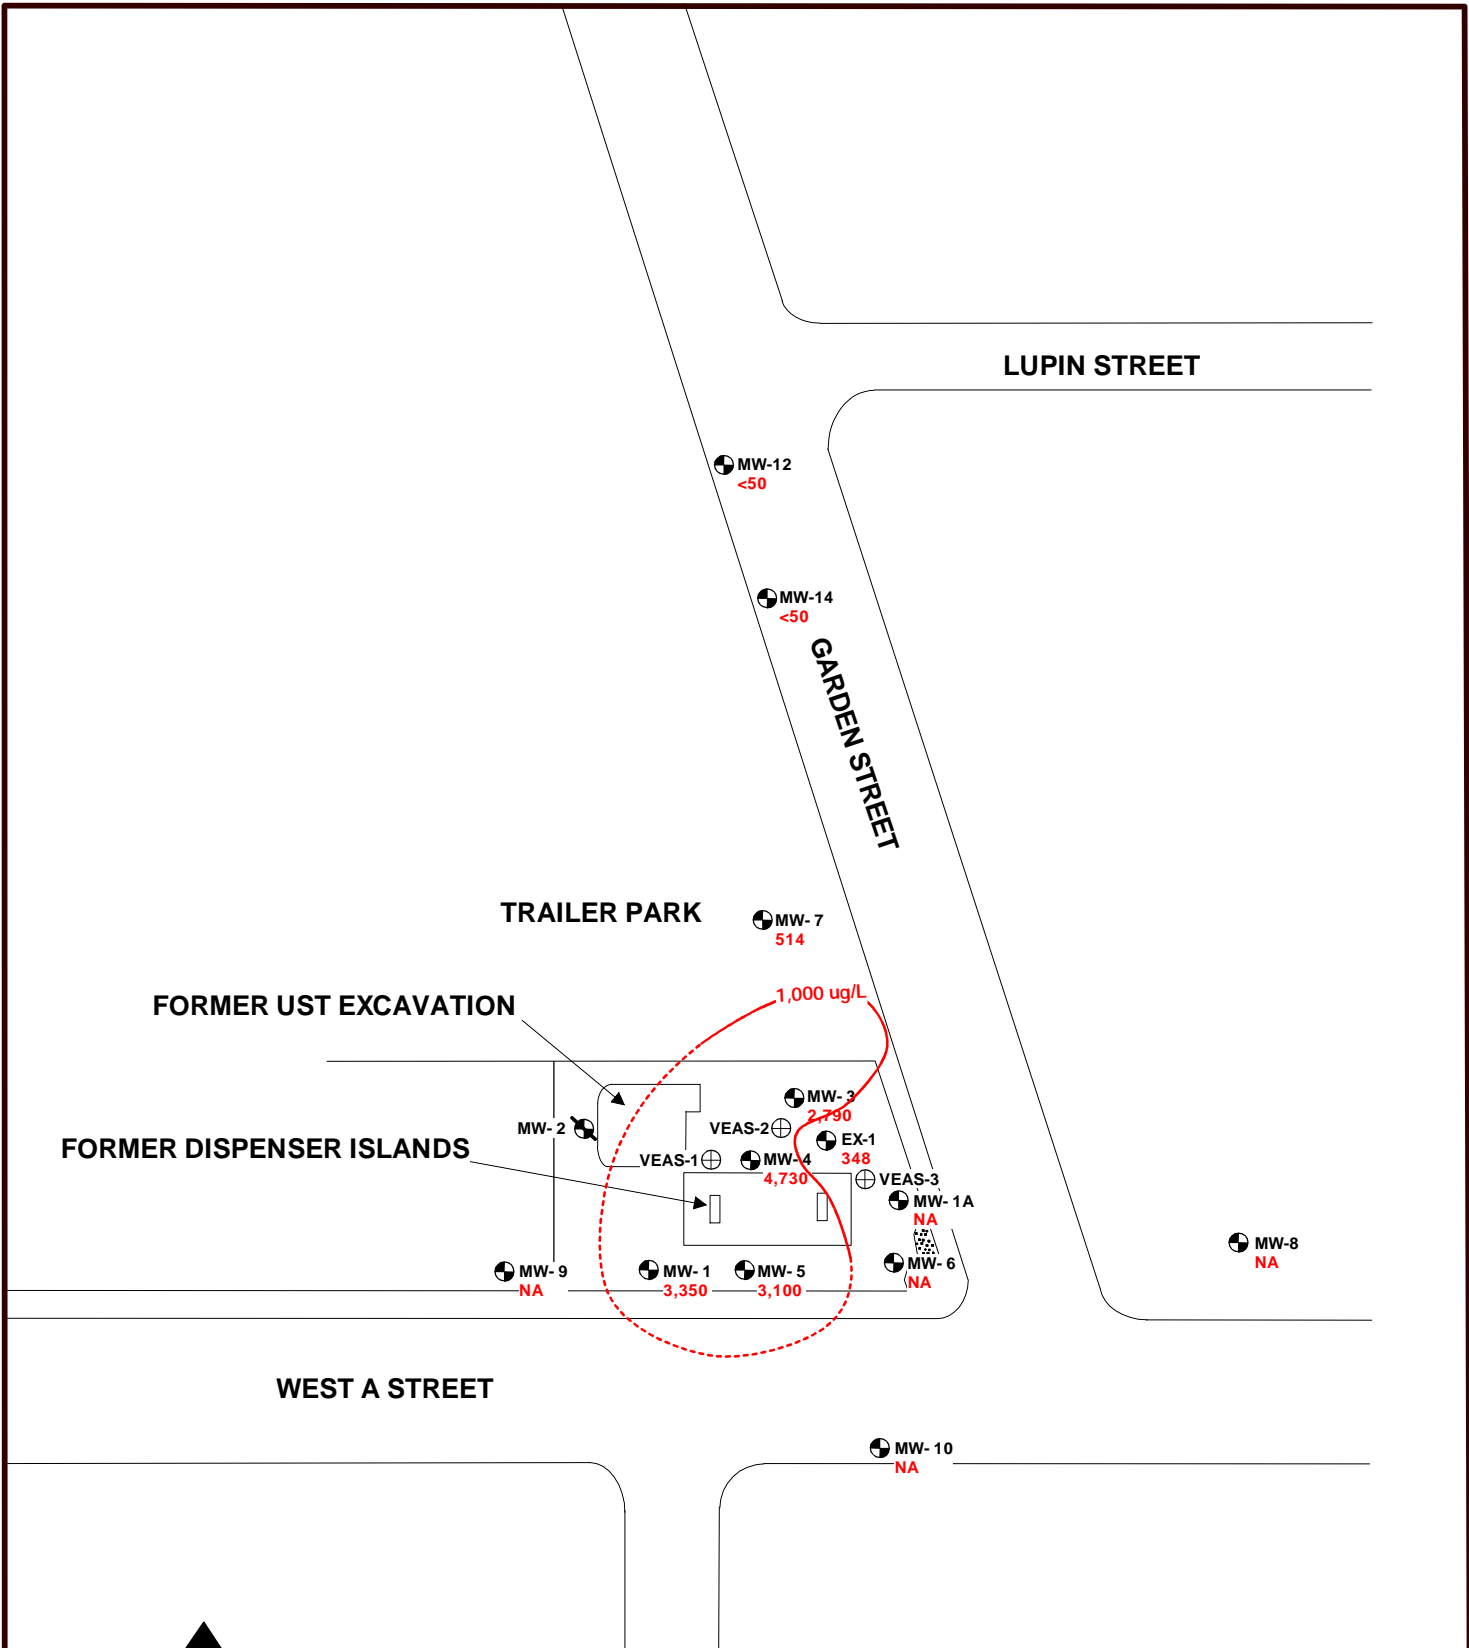 LUPIN STREET
MW-12
<50
MW-14
<50
GARDEN STREET
TRAILER PARK
MW- 7
514
1,000 ug/L
FORMER UST EXCAVATION
MW- 3
2,790
MW- 2
VEAS-2
EX-1
348
FORMER DISPENSER ISLANDS
VEAS-1
MW- 4
4,730
VEAS-3
MW- 1A
NA
MW-8
NA
MW- 6
NA
MW- 9
NA
MW- 1
3,350
MW- 5
3,100
WEST A STREET
MW- 10
NA